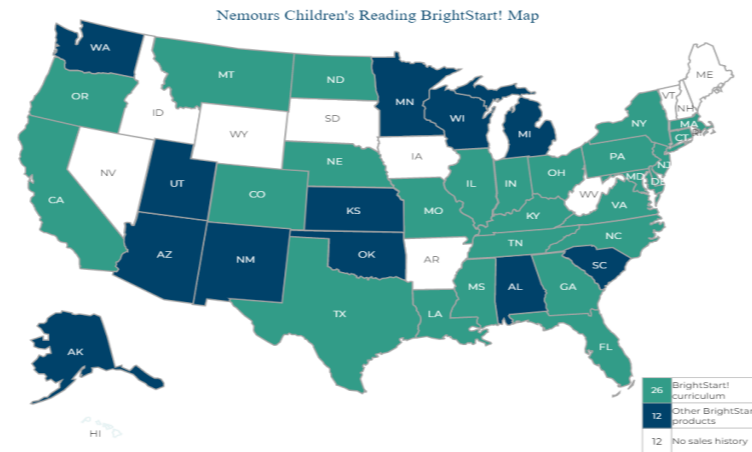 Nemours Children's Reading BrightStart! Map
WA
MT
ND
MN
ME
VT
NH
OR
ID
SD
WI
MI
NY
MA
CT
WY
IA
PA
NJ
NE
OH
MD
DE
NV
UT
CO
IL
IN
WV
VA
CA
KS
MO
KY
NC
AZ
NM
OK
AR
TN
SC
MS
AL
GA
TX
LA
FL
AK
HI
26 BrightStart!
curriculum
12 Other BrightStar
products
12 No sales history